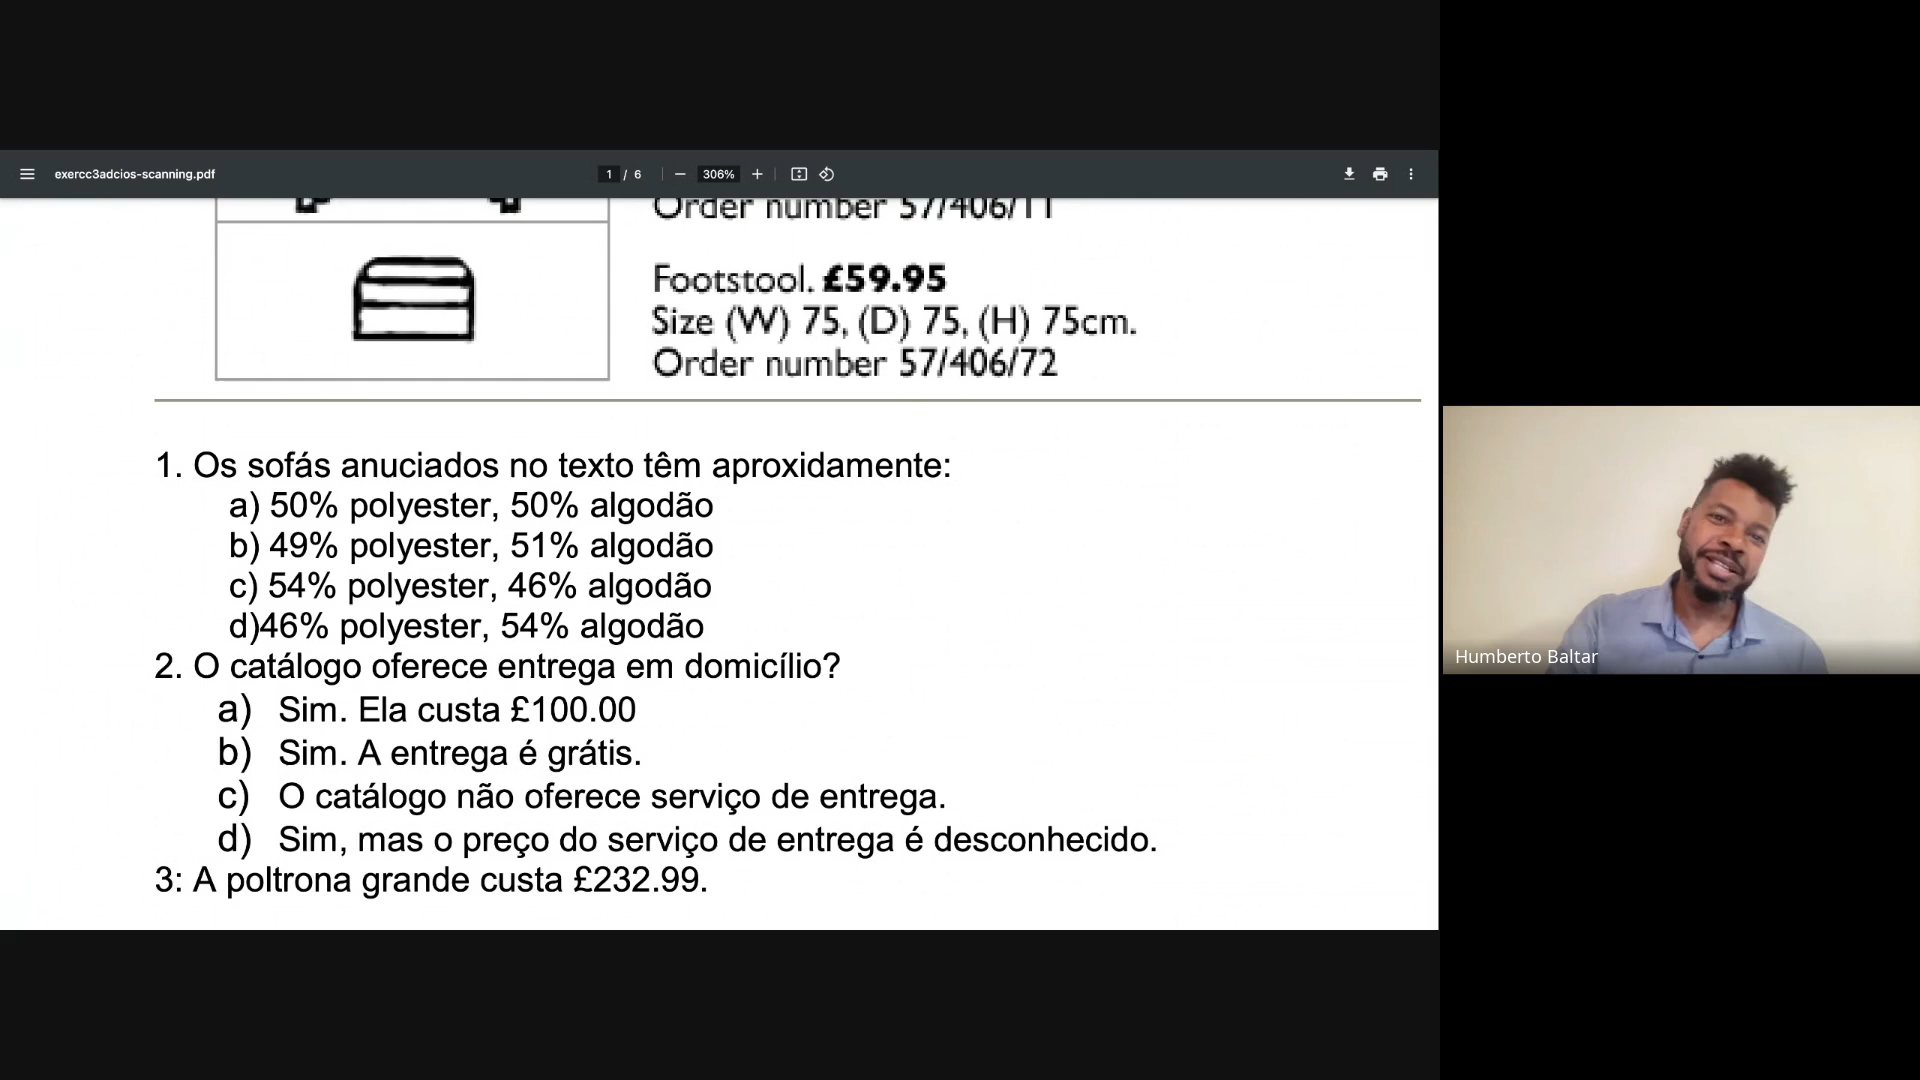 exercc3adcios-scanning.pdf
1 / 6
306%
Order number 57/406/11
Footstool. £59.95
Size (W) 75, (D) 75, (H) 75cm.
Order number 57/406/72
1. Os sofás anuciados no texto têm aproxidamente:
a) 50% polyester, 50% algodão
b) 49% polyester, 51% algodão
c) 54% polyester, 46% algodão
d)46% polyester, 54% algodão
2. O catálogo oferece entrega em domicílio?
a) Sim. Ela custa £100.00
b) Sim. A entrega é grátis.
c) O catálogo não oferece serviço de entrega.
d) Sim, mas o preço do serviço de entrega é desconhecido.
3: A poltrona grande custa £232.99.
Humberto Baltar